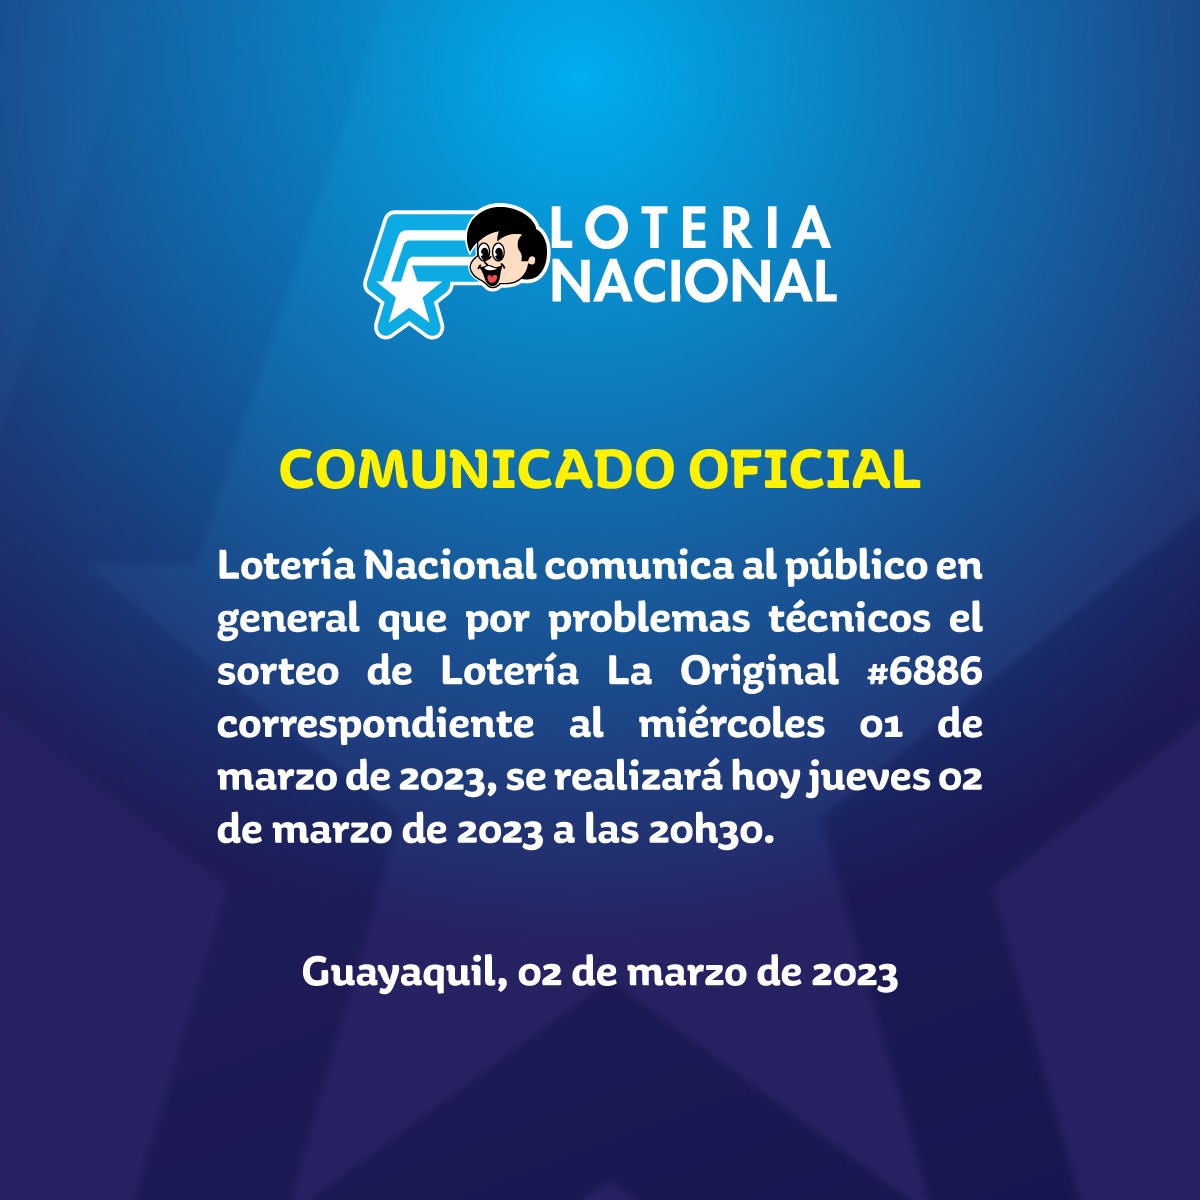 LOTERIA
NACIONAL
COMUNICADO OFICIAL
Lotería Nacional comunica al público en
general que por problemas técnicos el
sorteo de Lotería La Original #6886
correspondiente al miércoles 01 de
marzo de 2023, se realizará hoy jueves 02
de marzo de 2023 a las 20h30.
Guayaquil, 02 de marzo de 2023